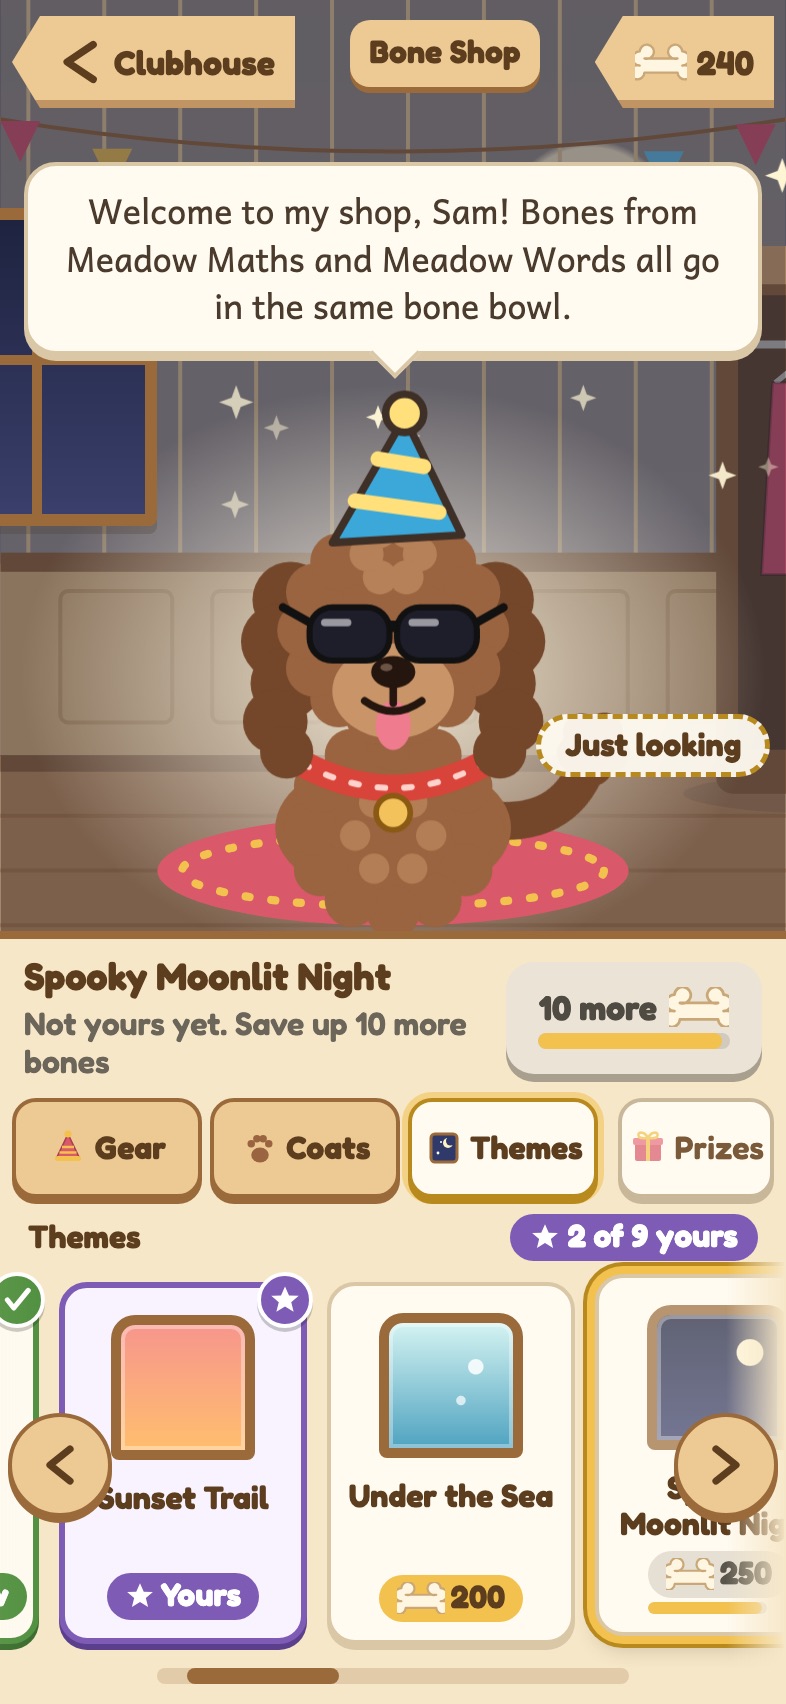 Clubhouse
Bone Shop
240
Welcome to my shop, Sam! Bones from
Meadow Maths and Meadow Words all go
in the same bone bowl.
Just looking
Spooky Moonlit Night
Not yours yet. Save up 10 more
bones
10 more
Gear
Coats
Themes
Prizes
Themes
2 of 9 yours
Sunset Trail
Yours
Under the Sea
200
Moonlit
250